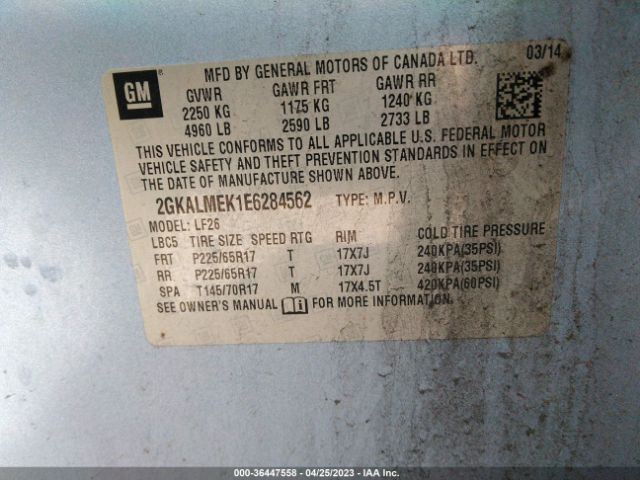 GM
®
MFD BY GENERAL MOTORS OF CANADA LTD. 03/14
GVWR GAWR FRT GAWR RR
2250 KG 1175 KG 1240 KG
4960 LB 2590 LB 2733 LB
THIS VEHICLE CONFORMS TO ALL APPLICABLE U.S. FEDERAL MOTOR
VEHICLE SAFETY AND THEFT PREVENTION STANDARDS IN EFFECT ON
THE DATE OF MANUFACTURE SHOWN ABOVE.
2GKALMEK1E6284562 TYPE: M.P.V.
MODEL: LF26
LBC5 TIRE SIZE SPEED RTG RIM COLD TIRE PRESSURE
FRT P225/65R17 T 17X7J 240KPA(35PSI)
RR P225/65R17 T 17X7J 240KPA(35PSI)
SPA T145/70R17 M 17X4.5T 420KPA(60PSI)
SEE OWNER'S MANUAL FOR MORE INFORMATION
000-36447558 - 04/25/2023 - IAA Inc.